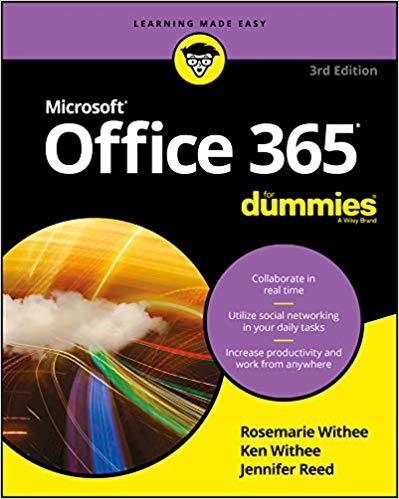 LEARNING MADE EASY
3rd Edition
Microsoft®
Office 365®
for
dummies®
A Wiley Brand
Collaborate in
real time
Utilize social networking
in your daily tasks
Increase productivity and
work from anywhere
Rosemarie Withee
Ken Withee
Jennifer Reed